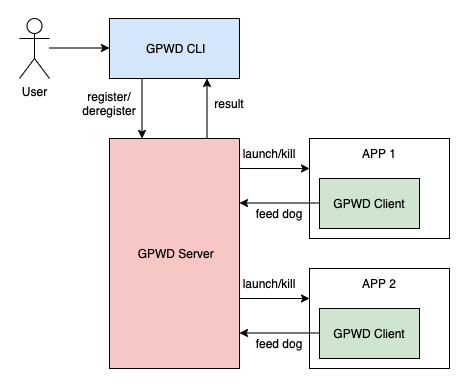 GPWD CLI
User
register/
deregister
result
launch/kill
APP 1
GPWD Client
feed dog
GPWD Server
launch/kill
APP 2
GPWD Client
feed dog